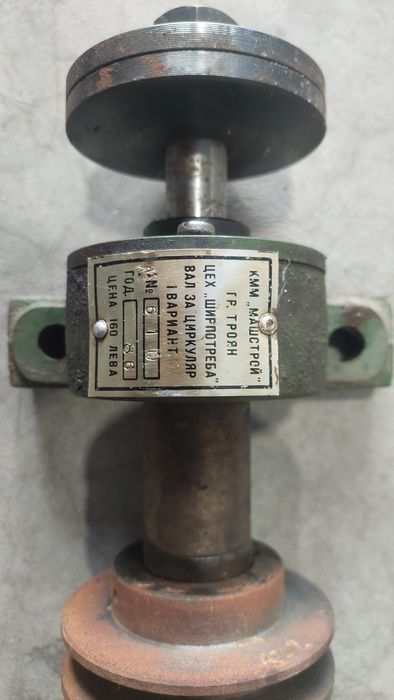 КММ „МАШСТРОЙ"
ГР. ТРОЯН
ЦЕХ „ШИРПОТРЕБА"
ВАЛ ЗА ЦИРКУЛЯР
I ВАРИАНТ
№ 610
ГОД. 86
ЦЕНА 160 ЛЕВА